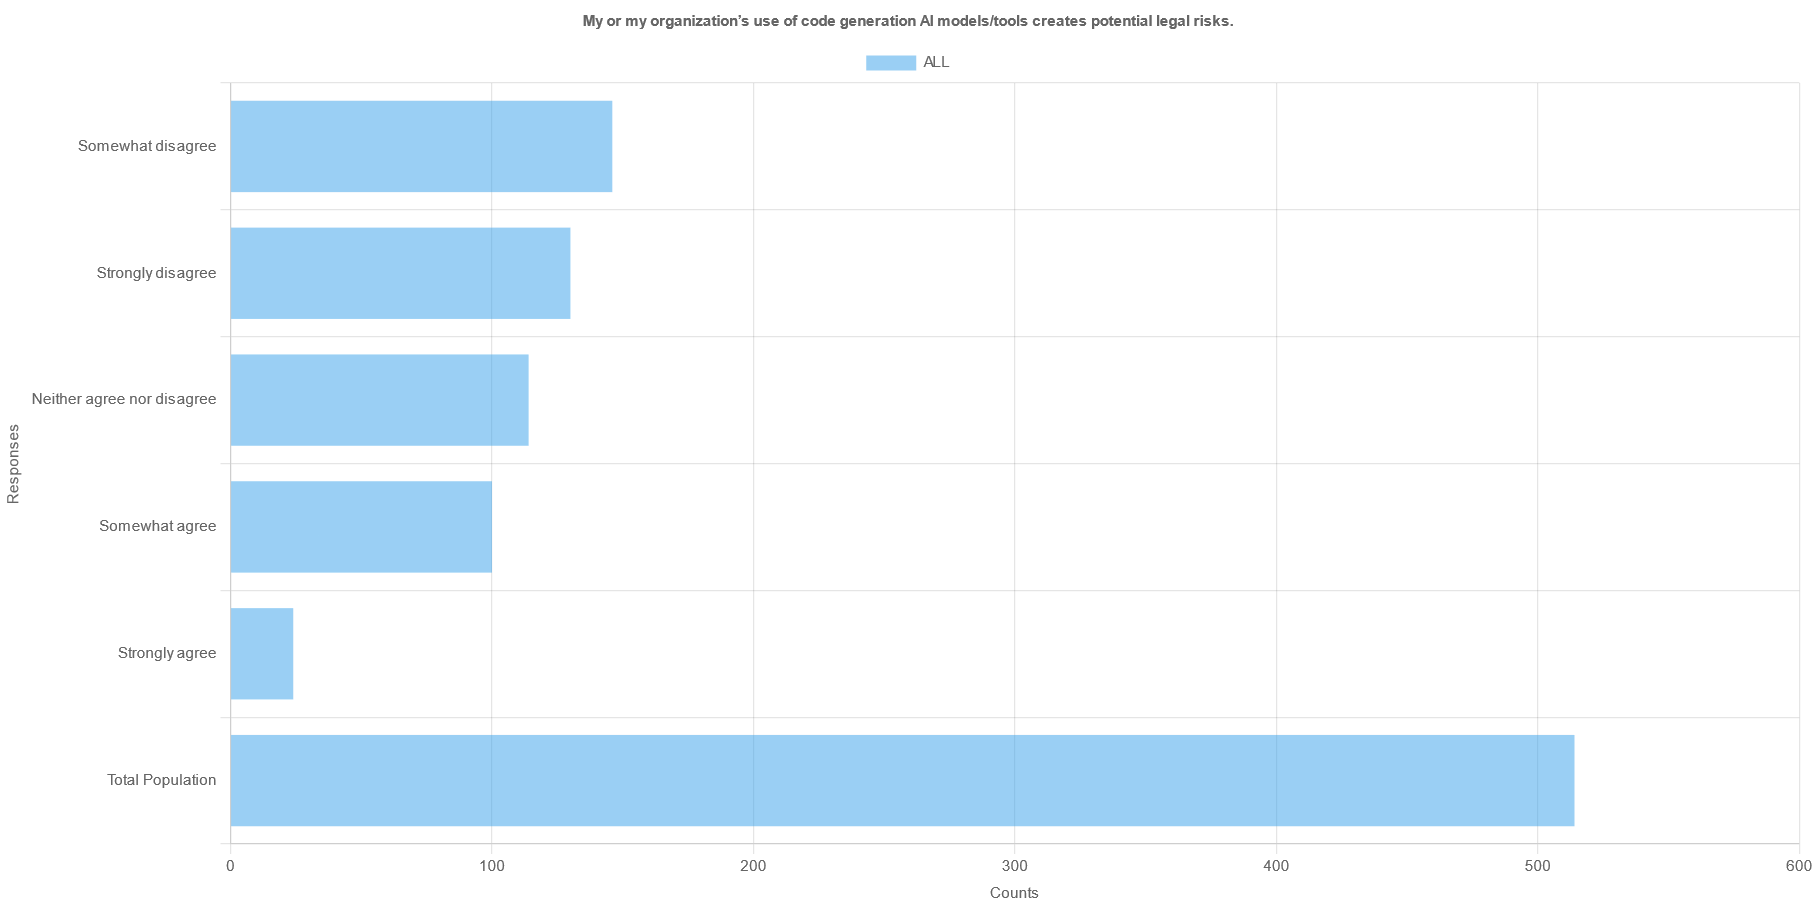 My or my organization’s use of code generation AI models/tools creates potential legal risks.
ALL
Somewhat disagree
Strongly disagree
Neither agree nor disagree
Somewhat agree
Strongly agree
Total Population
Responses
0 100 200 300 400 500 600
Counts